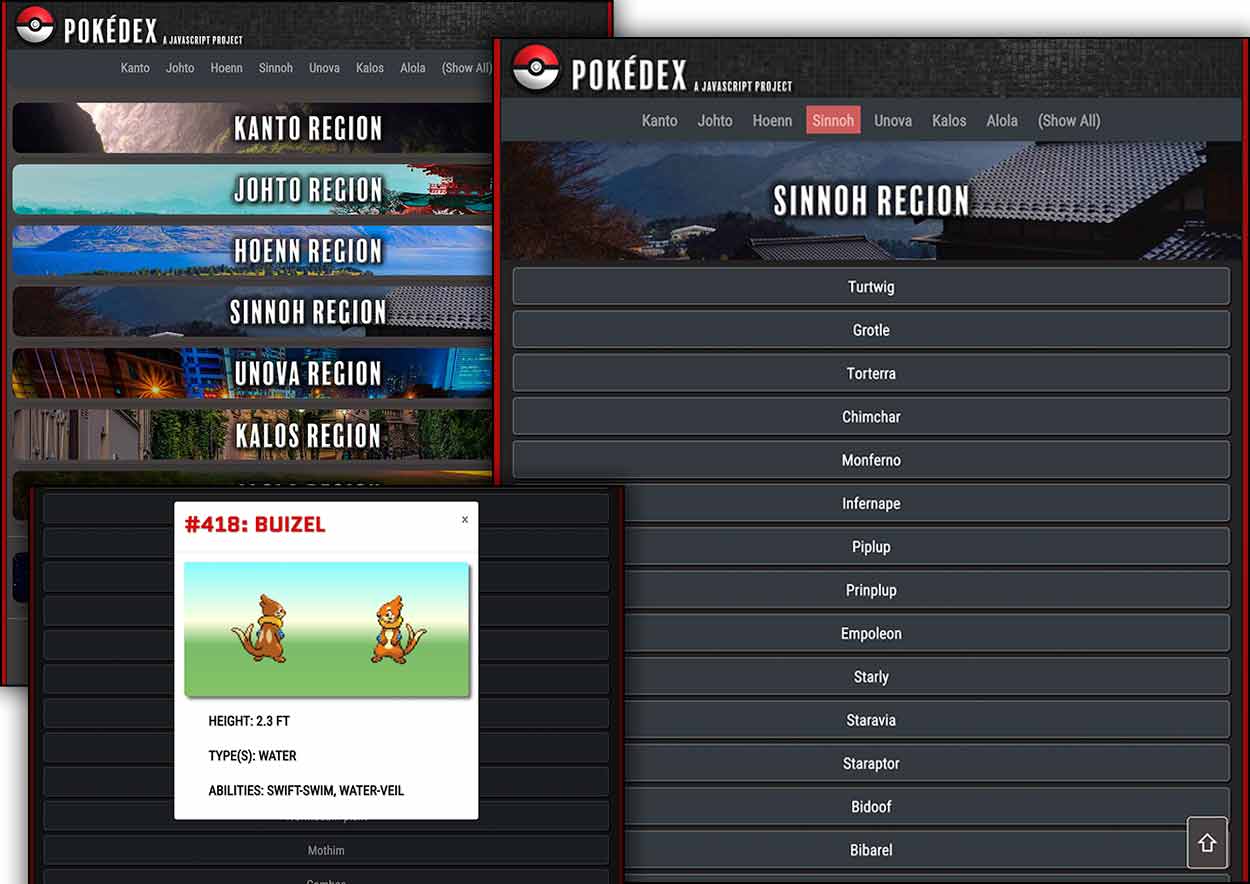 POKÉDEX A JAVASCRIPT PROJECT
Kanto Johto Hoenn Sinnoh Unova Kalos Alola (Show All)
KANTO REGION
JOHTO REGION
HOENN REGION
SINNOH REGION
UNOVA REGION
KALOS REGION
POKÉDEX A JAVASCRIPT PROJECT
Kanto Johto Hoenn Sinnoh Unova Kalos Alola (Show All)
SINNOH REGION
Turtwig
Grotle
Torterra
Chimchar
Monferno
Infernape
Piplup
Prinplup
Empoleon
Starly
Staravia
Staraptor
Bidoof
Bibarel
#418: BUIZEL x
HEIGHT: 2.3 FT
TYPE(S): WATER
ABILITIES: SWIFT-SWIM, WATER-VEIL
Mothim